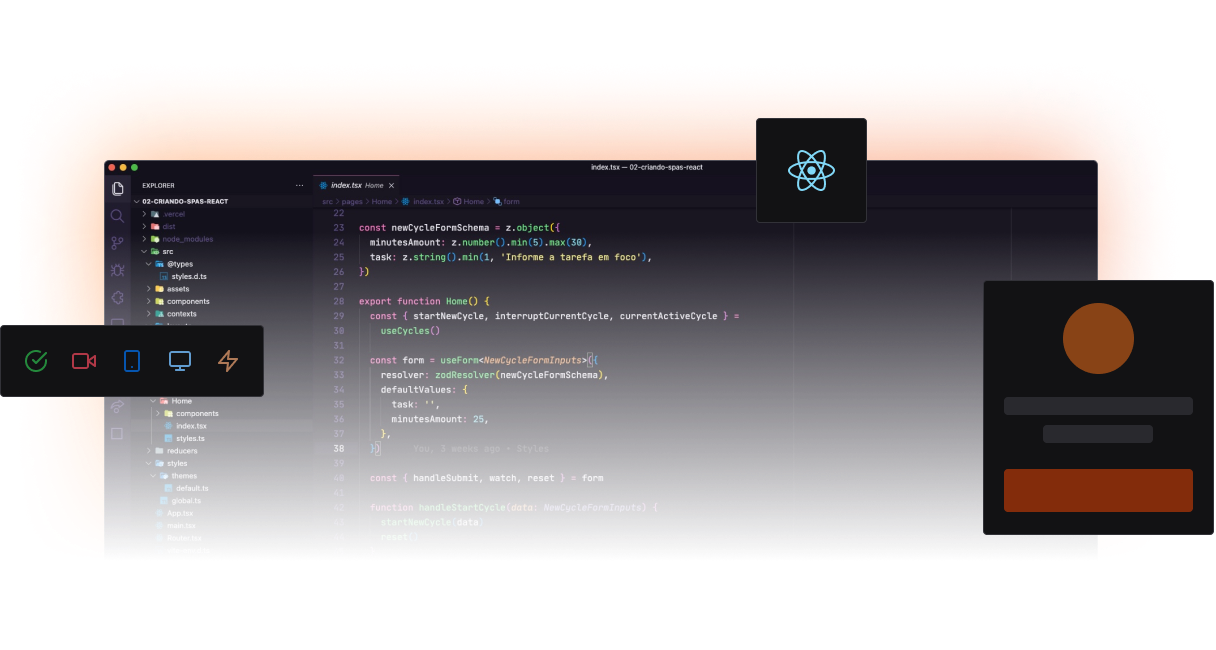 index.tsx — 02-criando-spas-react
EXPLORER ···
02-CRIANDO-SPAS-REACT
.vercel
dist
node_modules
src
@types
styles.d.ts
assets
components
contexts
Home
components
index.tsx
styles.ts
reducers
styles
themes
default.ts
global.ts
App.tsx
main.tsx
Router.tsx
index.tsx Home ×
src > pages > Home > index.tsx > Home > form
22
23 const newCycleFormSchema = z.object({
24 minutesAmount: z.number().min(5).max(30),
25 task: z.string().min(1, 'Informe a tarefa em foco'),
26 })
27
28 export function Home() {
29 const { startNewCycle, interruptCurrentCycle, currentActiveCycle } =
30 useCycles()
31
32 const form = useForm<NewCycleFormInputs>({
33 resolver: zodResolver(newCycleFormSchema),
34 defaultValues: {
35 task: '',
36 minutesAmount: 25,
37 },
38 }) You, 3 weeks ago · Styles
39
40 const { handleSubmit, watch, reset } = form
41
function handleStartCycle(data: NewCycleFormInputs) {
startNewCycle(data)
reset()